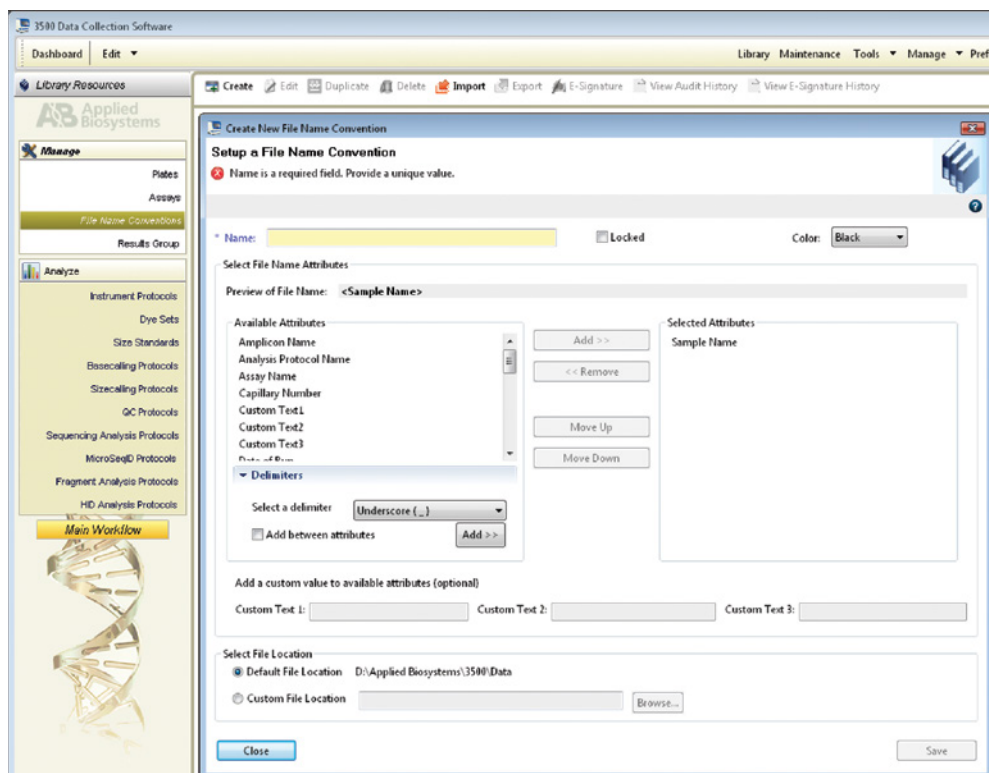 3500 Data Collection Software
Dashboard Edit Library Maintenance Tools Manage Pref
Library Resources
Create Edit Duplicate Delete Import Export E-Signature View Audit History View E-Signature History
AB Applied Biosystems
Manage
Plates
Assays
File Name Conventions
Results Group
Analyze
Instrument Protocols
Dye Sets
Size Standards
Basecalling Protocols
Sizecalling Protocols
QC Protocols
Sequencing Analysis Protocols
MicroSeqID Protocols
Fragment Analysis Protocols
HID Analysis Protocols
Main Workflow
Create New File Name Convention
Setup a File Name Convention
Name is a required field. Provide a unique value.
* Name: Locked Color: Black
Select File Name Attributes
Preview of File Name: <Sample Name>
Available Attributes
Amplicon Name
Analysis Protocol Name
Assay Name
Capillary Number
Custom Text1
Custom Text2
Custom Text3
Date of Run
Add >>
<< Remove
Move Up
Move Down
Selected Attributes
Sample Name
Delimiters
Select a delimiter Underscore ( _ )
Add between attributes Add >>
Add a custom value to available attributes (optional)
Custom Text 1: Custom Text 2: Custom Text 3:
Select File Location
Default File Location D:\Applied Biosystems\3500\Data
Custom File Location Browse...
Close Save